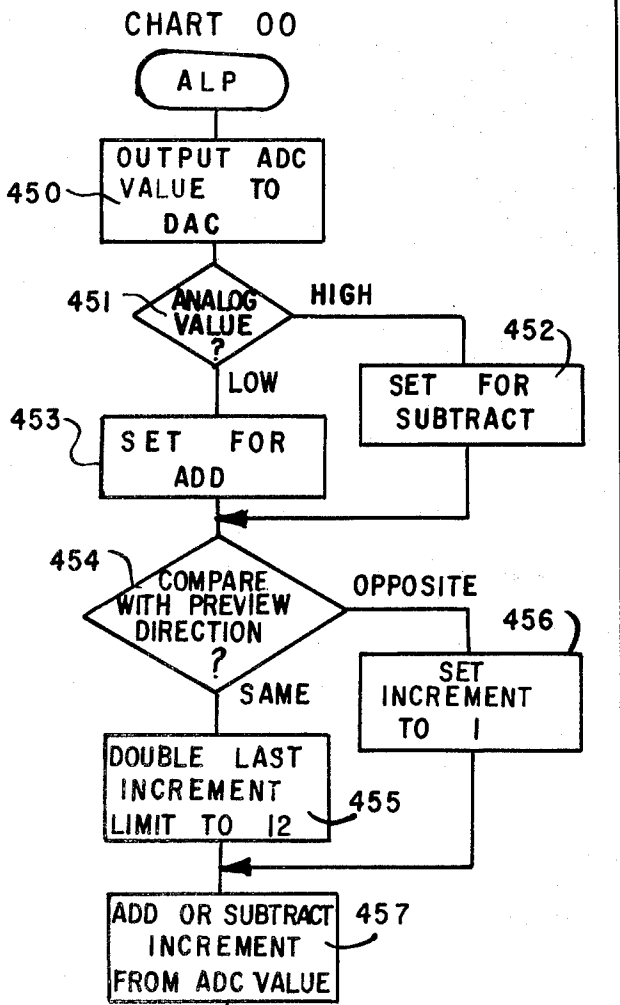 CHART 00
ALP
OUTPUT ADC
VALUE TO
DAC
450
ANALOG
VALUE
?
451
HIGH
LOW
452
SET FOR
SUBTRACT
453
SET FOR
ADD
454
COMPARE
WITH PREVIEW
DIRECTION
?
OPPOSITE
SAME
456
SET
INCREMENT
TO 1
DOUBLE LAST
INCREMENT
LIMIT TO 12
455
ADD OR SUBTRACT
INCREMENT
FROM ADC VALUE
457